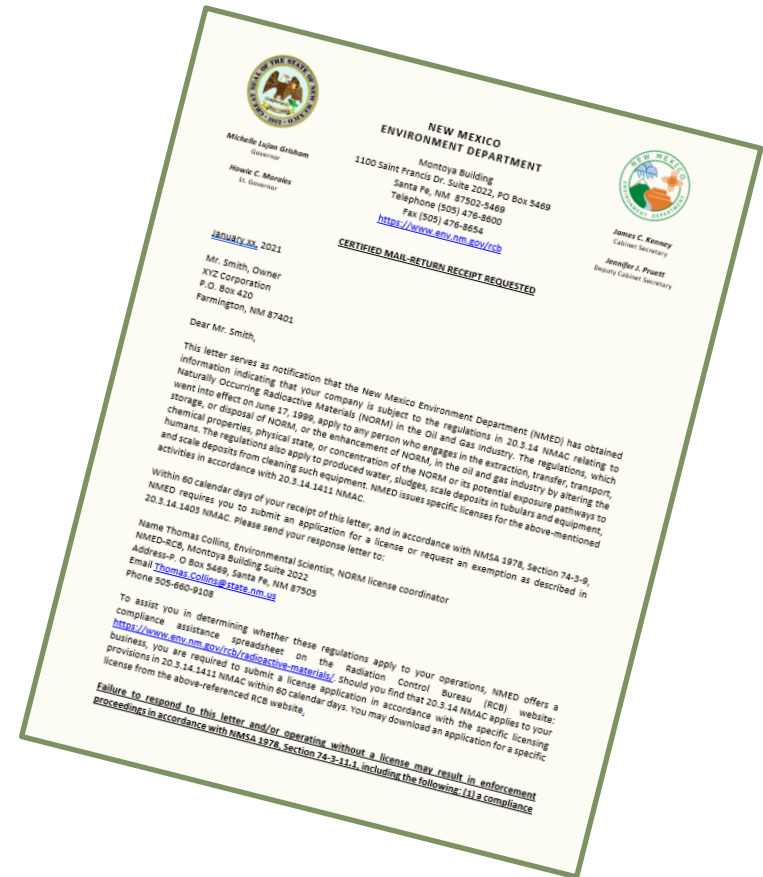 GREAT SEAL OF THE STATE OF NEW MEXICO
1912
Michelle Lujan Grisham
Governor
Howie C. Morales
Lt. Governor
NEW MEXICO
ENVIRONMENT DEPARTMENT
Montoya Building
1100 Saint Francis Dr. Suite 2022, PO Box 5469
Santa Fe, NM 87502-5469
Telephone (505) 476-8600
Fax (505) 476-8654
https://www.env.nm.gov/rcb
NEW MEXICO
ENVIRONMENT DEPARTMENT
James C. Kenney
Cabinet Secretary
Jennifer J. Pruett
Deputy Cabinet Secretary
CERTIFIED MAIL-RETURN RECEIPT REQUESTED
January xx, 2021
Mr. Smith, Owner
XYZ Corporation
P.O. Box 420
Farmington, NM 87401
Dear Mr. Smith,
This letter serves as notification that the New Mexico Environment Department (NMED) has obtained
information indicating that your company is subject to the regulations in 20.3.14 NMAC relating to
Naturally Occurring Radioactive Materials (NORM) in the Oil and Gas Industry. The regulations, which
went into effect on June 17, 1999, apply to any person who engages in the extraction, transfer, transport,
storage, or disposal of NORM, or the enhancement of NORM, in the oil and gas industry by altering the
chemical properties, physical state, or concentration of the NORM or its potential exposure pathways to
humans. The regulations also apply to produced water, sludges, scale deposits in tubulars and equipment,
and scale deposits from cleaning such equipment. NMED issues specific licenses for the above-mentioned
activities in accordance with 20.3.14.1411 NMAC.
Within 60 calendar days of your receipt of this letter, and in accordance with NMSA 1978, Section 74-3-9,
NMED requires you to submit an application for a license or request an exemption as described in
20.3.14.1403 NMAC. Please send your response letter to:
Name Thomas Collins, Environmental Scientist, NORM license coordinator
NMED-RCB, Montoya Building Suite 2022
Address-P. O Box 5469, Santa Fe, NM 87505
Email Thomas.Collins@state.nm.us
Phone 505-660-9108
To assist you in determining whether these regulations apply to your operations, NMED offers a
compliance assistance spreadsheet on the Radiation Control Bureau (RCB) website:
https://www.env.nm.gov/rcb/radioactive-materials/. Should you find that 20.3.14 NMAC applies to your
business, you are required to submit a license application in accordance with the specific licensing
provisions in 20.3.14.1411 NMAC within 60 calendar days. You may download an application for a specific
license from the above-referenced RCB website,
Failure to respond to this letter and/or operating without a license may result in enforcement
proceedings in accordance with NMSA 1978, Section 74-3-11.1, including the following: (1) a compliance